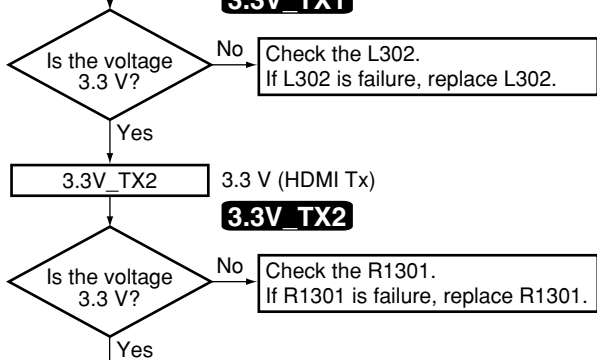 3.3V_TX1
Is the voltage
3.3 V?
No
Check the L302.
If L302 is failure, replace L302.
Yes
3.3V_TX2
3.3 V (HDMI Tx)
3.3V_TX2
Is the voltage
3.3 V?
No
Check the R1301.
If R1301 is failure, replace R1301.
Yes